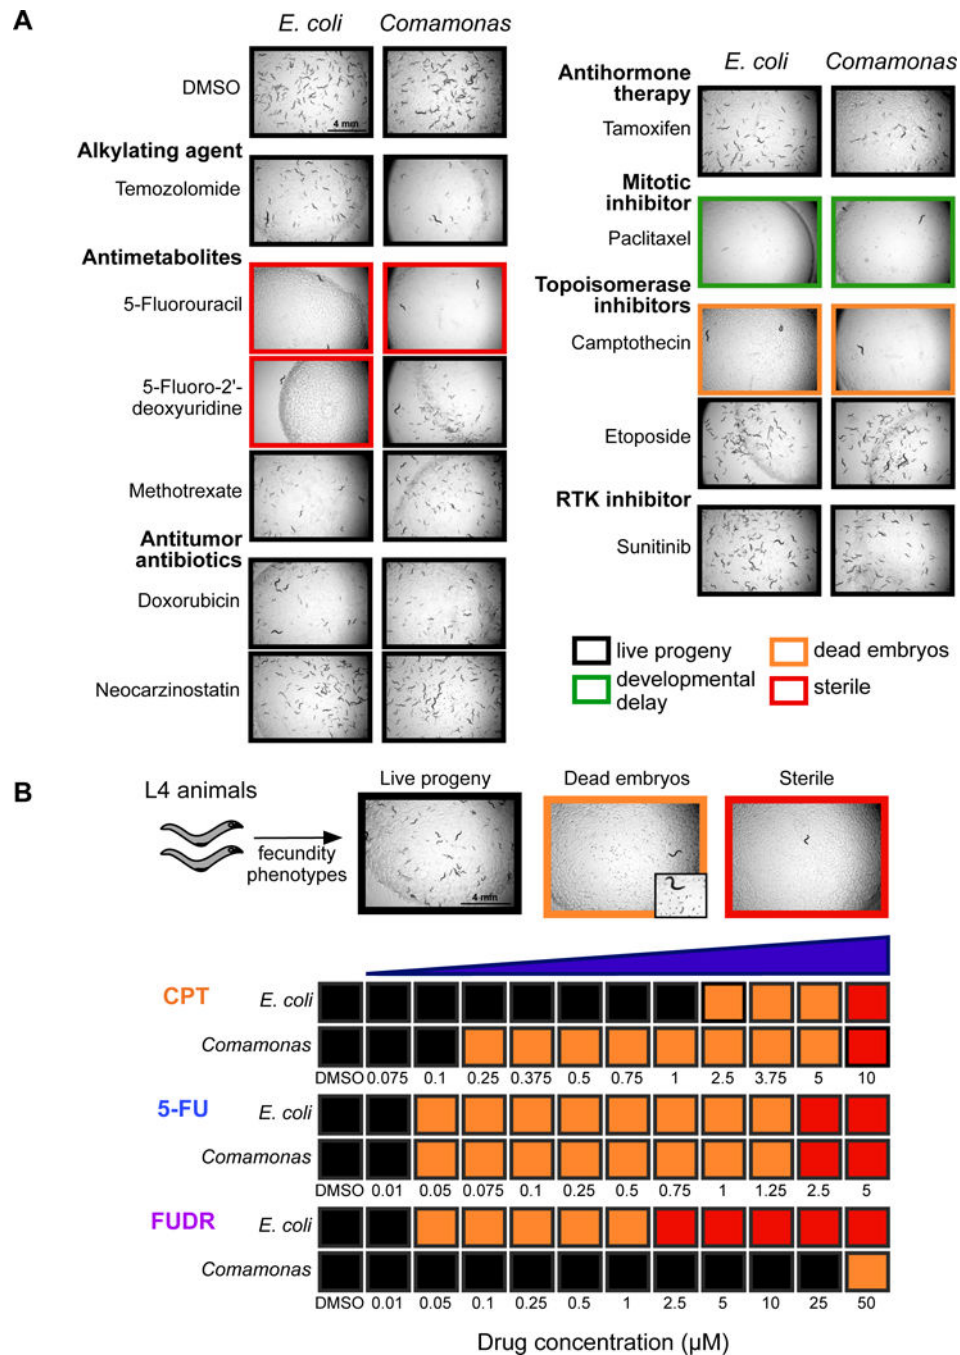 A
E. coli
Comamonas
DMSO
4 mm
Alkylating agent
Temozolomide
Antimetabolites
5-Fluorouracil
5-Fluoro-2'-
deoxyuridine
Methotrexate
Antitumor
antibiotics
Doxorubicin
Neocarzinostatin
E. coli
Comamonas
Antihormone
therapy
Tamoxifen
Mitotic
inhibitor
Paclitaxel
Topoisomerase
inhibitors
Camptothecin
Etoposide
RTK inhibitor
Sunitinib
live progeny
dead embryos
developmental
delay
sterile
B
L4 animals
fecundity
phenotypes
Live progeny
Dead embryos
Sterile
4 mm
CPT
E. coli
Comamonas
DMSO 0.075 0.1 0.25 0.375 0.5 0.75 1 2.5 3.75 5 10
5-FU
E. coli
Comamonas
DMSO 0.01 0.05 0.075 0.1 0.25 0.5 0.75 1 1.25 2.5 5
FUDR
E. coli
Comamonas
DMSO 0.01 0.05 0.1 0.25 0.5 1 2.5 5 10 25 50
Drug concentration (µM)